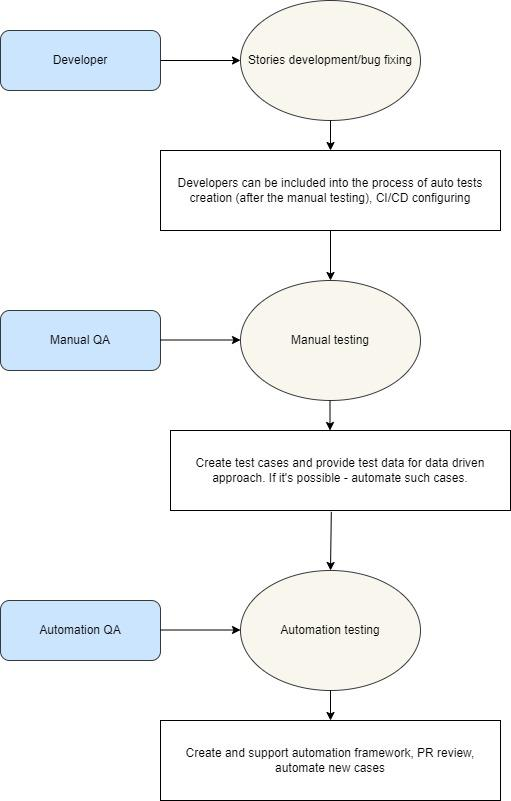 Developer
Stories development/bug fixing
Developers can be included into the process of auto tests
creation (after the manual testing), CI/CD configuring
Manual QA
Manual testing
Create test cases and provide test data for data driven
approach. If it's possible - automate such cases.
Automation QA
Automation testing
Create and support automation framework, PR review,
automate new cases